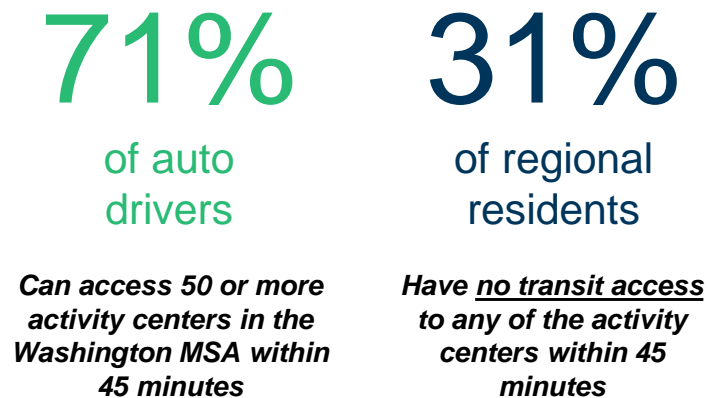 71%
of auto
drivers
Can access 50 or more
activity centers in the
Washington MSA within
45 minutes
31%
of regional
residents
Have no transit access
to any of the activity
centers within 45
minutes